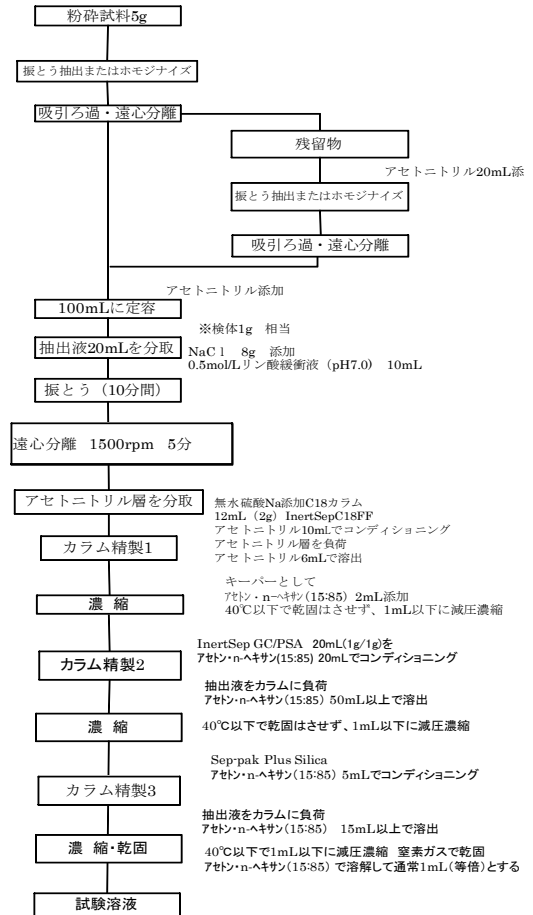 粉砕試料5g
振とう抽出またはホモジナイズ
吸引ろ過・遠心分離
残留物
アセトニトリル20mL添
振とう抽出またはホモジナイズ
吸引ろ過・遠心分離
アセトニトリル添加
100mLに定容
※検体1g 相当
抽出液20mLを分取
NaCl 8g 添加
0.5mol/Lリン酸緩衝液（pH7.0) 10mL
振とう（10分間）
遠心分離 1500rpm 5分
アセトニトリル層を分取
無水硫酸Na添加C18カラム
12mL（2g）InertSepC18FF
アセトニトリル10mLでコンディショニング
アセトニトリル層を負荷
アセトニトリル6mLで溶出
カラム精製1
キーパーとして
アセトン・n-ヘキサン(15:85) 2mL添加
40℃以下で乾固はさせず、1mL以下に減圧濃縮
濃 縮
InertSep GC/PSA 20mL(1g/1g)を
アセトン・n-ヘキサン(15:85) 20mLでコンディショニング
カラム精製2
抽出液をカラムに負荷
アセトン・n-ヘキサン(15:85) 50mL以上で溶出
濃 縮
40℃以下で乾固はさせず、1mL以下に減圧濃縮
Sep-pak Plus Silica
アセトン・n-ヘキサン(15:85) 5mLでコンディショニング
カラム精製3
抽出液をカラムに負荷
アセトン・n-ヘキサン(15:85) 15mL以上で溶出
濃 縮・乾固
40℃以下で1mL以下に減圧濃縮 窒素ガスで乾固
アセトン・n-ヘキサン(15:85) で溶解して通常1mL(等倍)とする
試験溶液